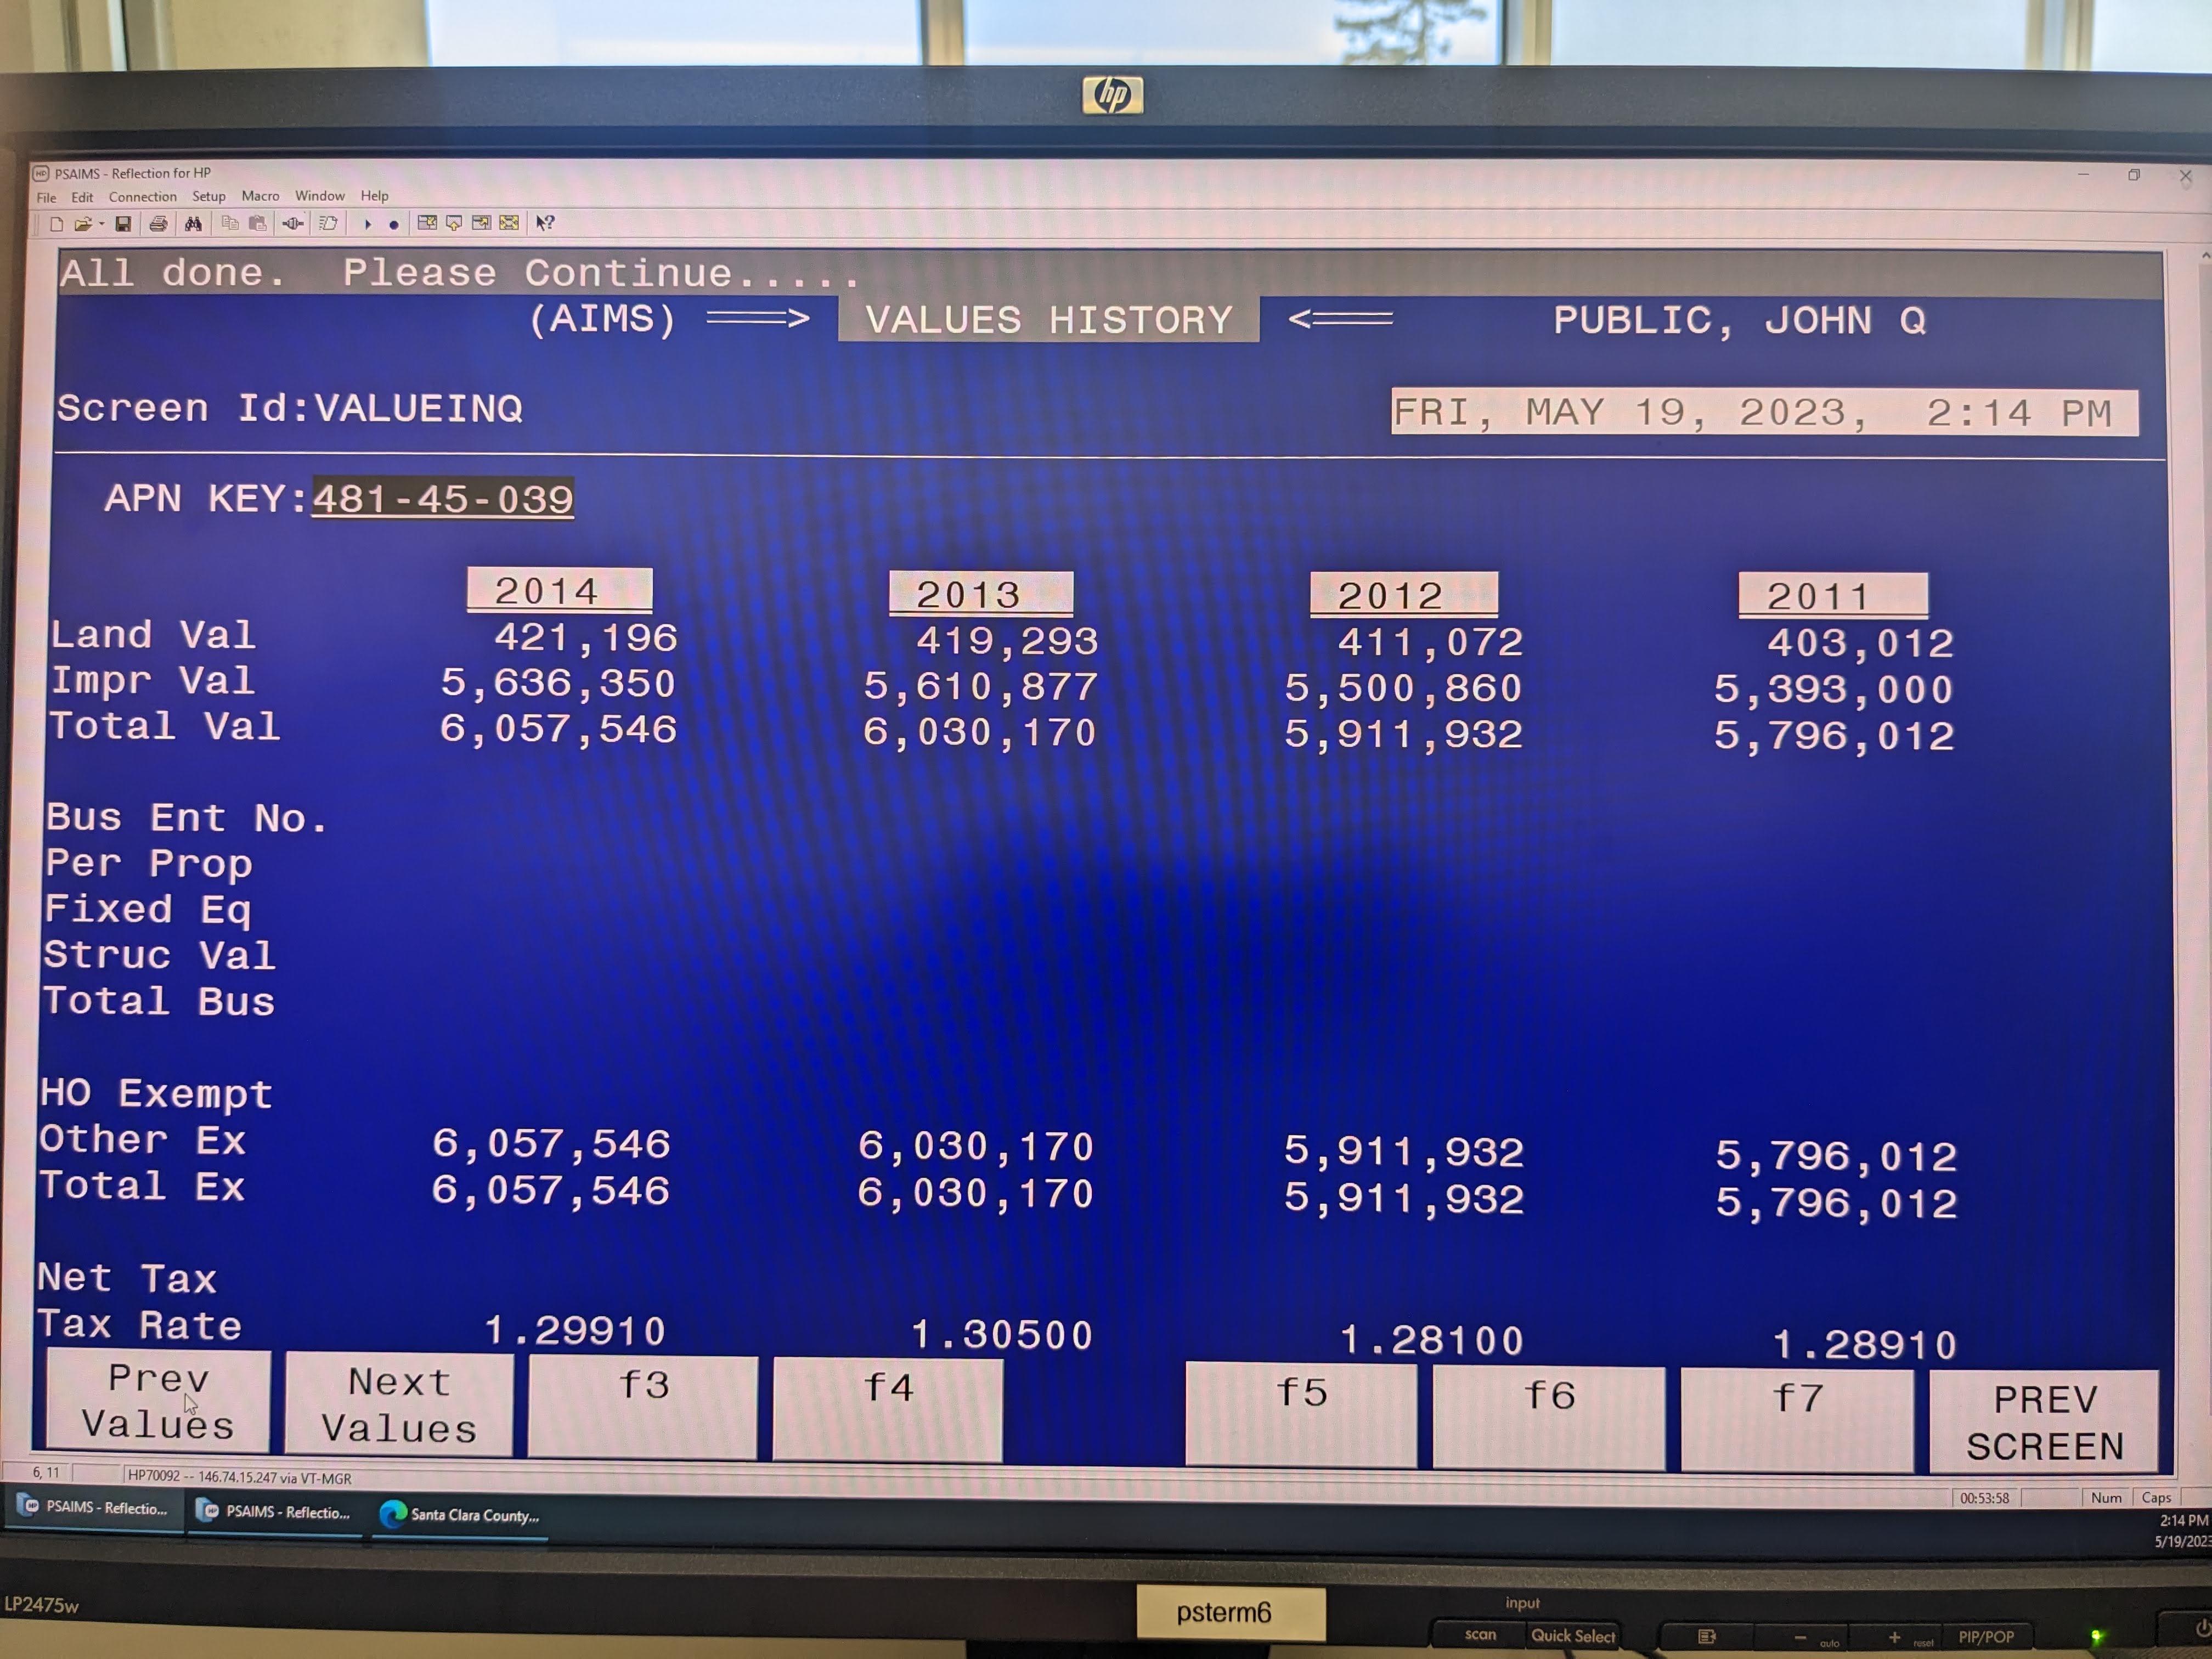 hp
PSAIMS - Reflection for HP
File Edit Connection Setup Macro Window Help
All done. Please Continue.....
(AIMS) ===> VALUES HISTORY <=== PUBLIC, JOHN Q
Screen Id:VALUEINQ FRI, MAY 19, 2023, 2:14 PM
APN KEY:481-45-039
2014 2013 2012 2011
Land Val 421,196 419,293 411,072 403,012
Impr Val 5,636,350 5,610,877 5,500,860 5,393,000
Total Val 6,057,546 6,030,170 5,911,932 5,796,012
Bus Ent No.
Per Prop
Fixed Eq
Struc Val
Total Bus
HO Exempt
Other Ex 6,057,546 6,030,170 5,911,932 5,796,012
Total Ex 6,057,546 6,030,170 5,911,932 5,796,012
Net Tax
Tax Rate 1.29910 1.30500 1.28100 1.28910
Prev Next f3 f4 f5 f6 f7 PREV
Values Values SCREEN
6, 11 HP70092 -- 146.74.15.247 via VT-MGR 00:53:58 Num Caps
PSAIMS - Reflectio... PSAIMS - Reflectio... Santa Clara County... 2:14 PM
5/19/202
LP2475w psterm6 input
scan Quick Select - auto + reset PIP/POP